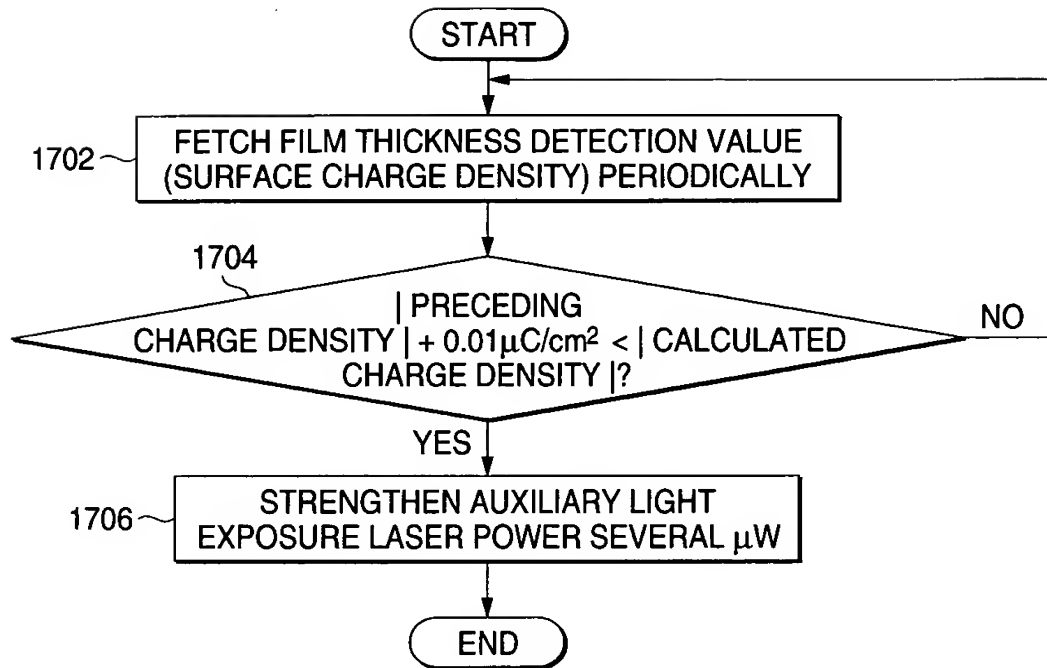 START
1702
FETCH FILM THICKNESS DETECTION VALUE
(SURFACE CHARGE DENSITY) PERIODICALLY
1704
| PRECEDING
CHARGE DENSITY | + 0.01μC/cm² < | CALCULATED
CHARGE DENSITY |?
NO
YES
1706
STRENGTHEN AUXILIARY LIGHT
EXPOSURE LASER POWER SEVERAL μW
END